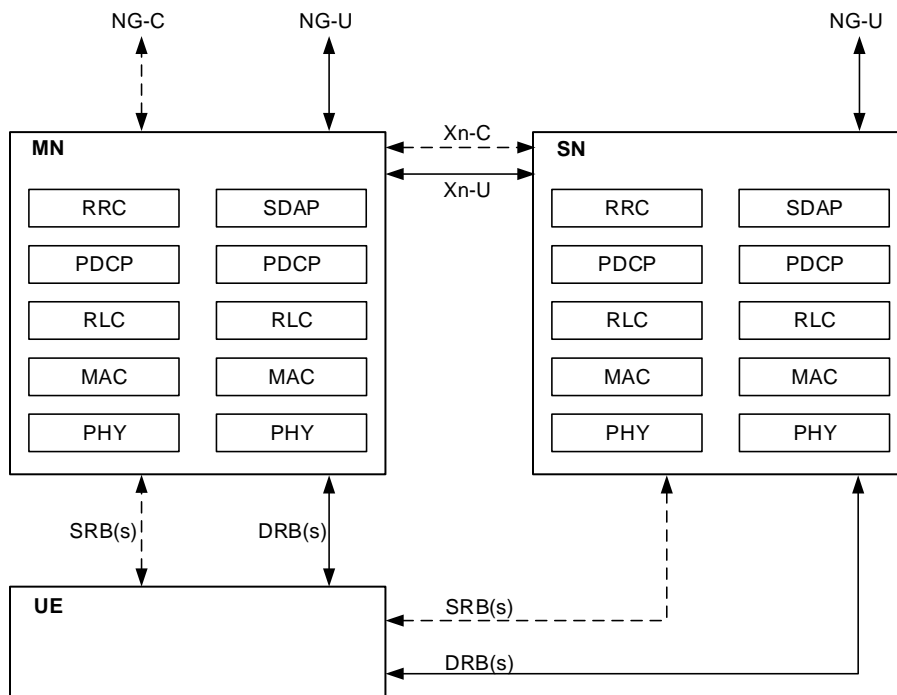 NG-C
NG-U
NG-U
MN
Xn-C
SN
Xn-U
RRC
SDAP
RRC
SDAP
PDCP
PDCP
PDCP
PDCP
RLC
RLC
RLC
RLC
MAC
MAC
MAC
MAC
PHY
PHY
PHY
PHY
SRB(s)
DRB(s)
UE
SRB(s)
DRB(s)